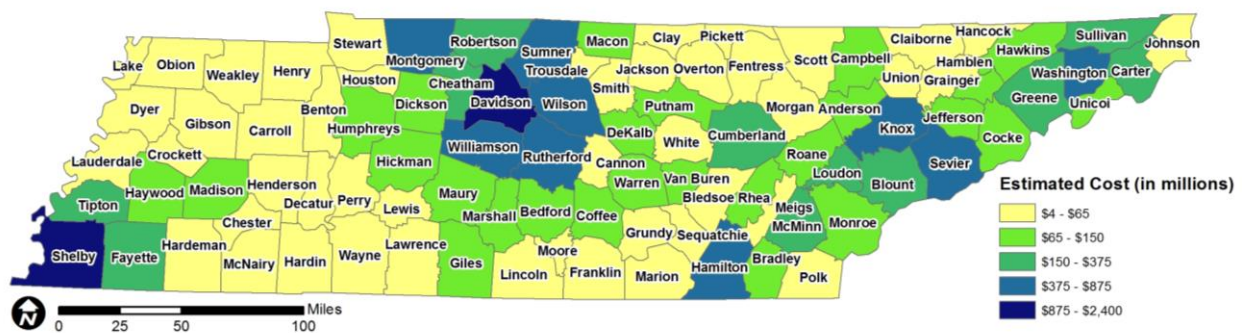 Stewart
Montgomery
Robertson
Sumner
Macon
Clay
Pickett
Claiborne
Hancock
Sullivan
Johnson
Lake
Obion
Weakley
Henry
Houston
Cheatham
Trousdale
Jackson
Overton
Fentress
Scott
Campbell
Union
Grainger
Hamblen
Hawkins
Washington
Carter
Dyer
Gibson
Carroll
Benton
Humphreys
Dickson
Davidson
Wilson
Smith
Putnam
Morgan
Anderson
Knox
Jefferson
Greene
Unicoi
Lauderdale
Crockett
Williamson
Rutherford
DeKalb
White
Cumberland
Roane
Loudon
Sevier
Cocke
Tipton
Haywood
Madison
Henderson
Decatur
Perry
Hickman
Lewis
Maury
Cannon
Warren
Van Buren
Bledsoe
Rhea
Meigs
Blount
Shelby
Fayette
Hardeman
Chester
McNairy
Hardin
Wayne
Lawrence
Giles
Marshall
Bedford
Coffee
Grundy
Sequatchie
McMinn
Monroe
Moore
Lincoln
Franklin
Marion
Hamilton
Bradley
Polk
Estimated Cost (in millions)
$4 - $65
$65 - $150
$150 - $375
$375 - $875
$875 - $2,400
N
Miles
0 25 50 100